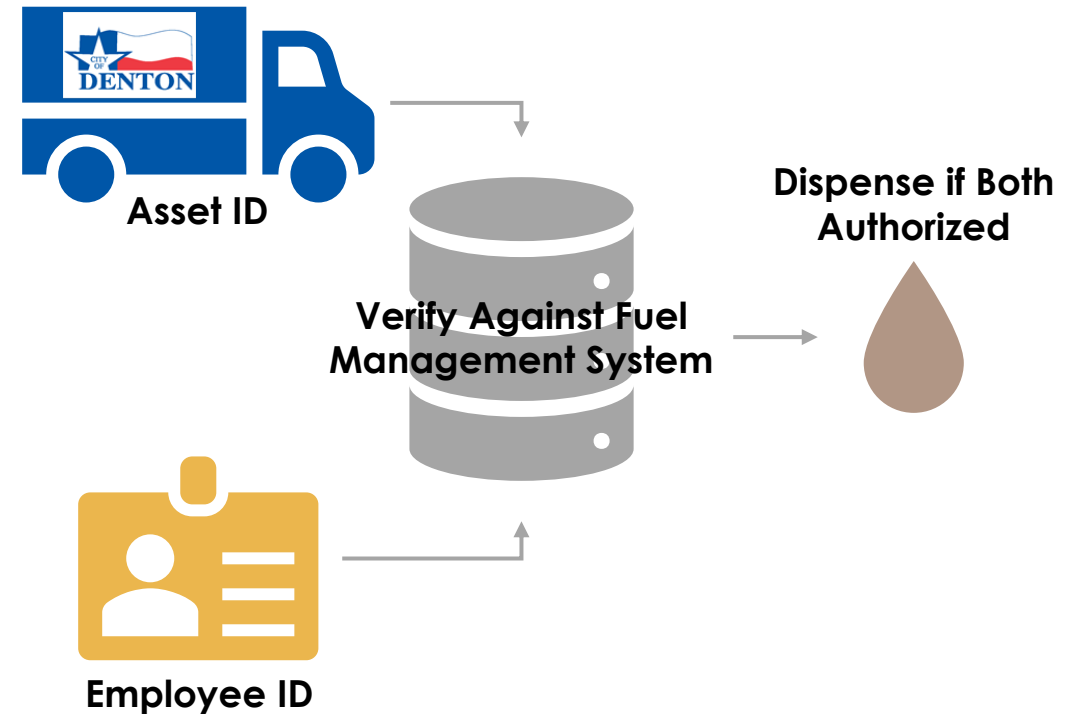 CITY
OF
DENTON
Asset ID
Dispense if Both
Authorized
Verify Against Fuel
Management System
Employee ID